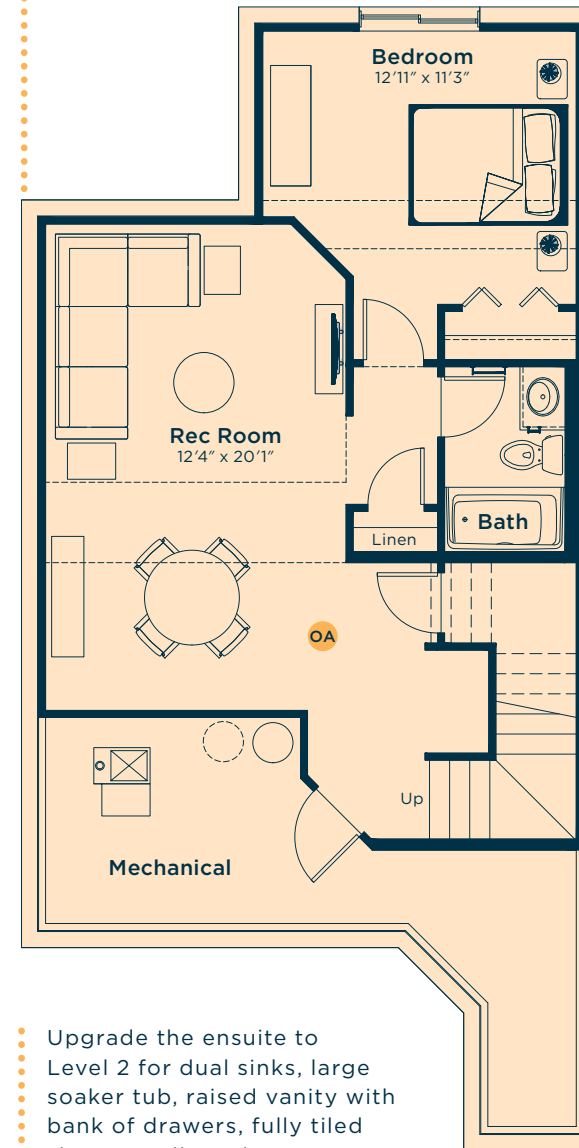 Bedroom
12'11" x 11'3"
Rec Room
12'4" x 20'1"
Linen
Bath
OA
Up
Mechanical
Upgrade the ensuite to
Level 2 for dual sinks, large
soaker tub, raised vanity with
bank of drawers, fully tiled